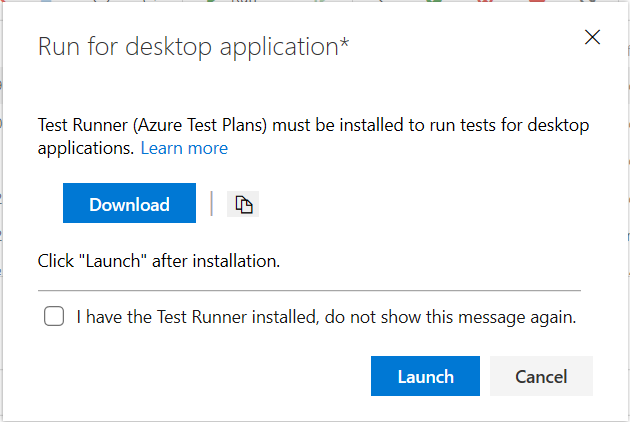 Run for desktop application*
Test Runner (Azure Test Plans) must be installed to run tests for desktop
applications. Learn more
Download
Click "Launch" after installation.
I have the Test Runner installed, do not show this message again.
Launch Cancel